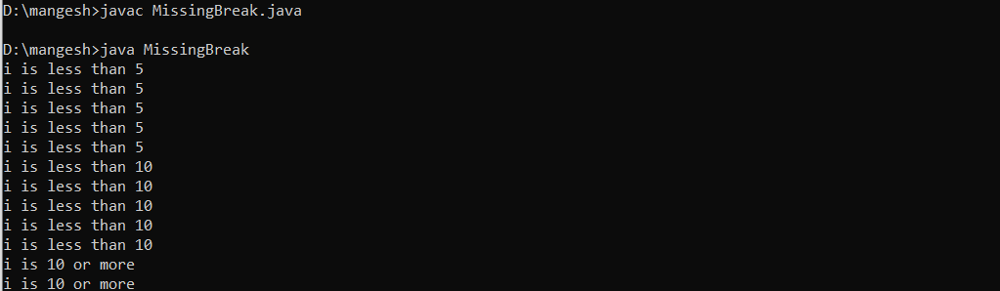 D:\mangesh>javac MissingBreak.java
D:\mangesh>java MissingBreak
i is less than 5
i is less than 5
i is less than 5
i is less than 5
i is less than 5
i is less than 10
i is less than 10
i is less than 10
i is less than 10
i is less than 10
i is 10 or more
i is 10 or more